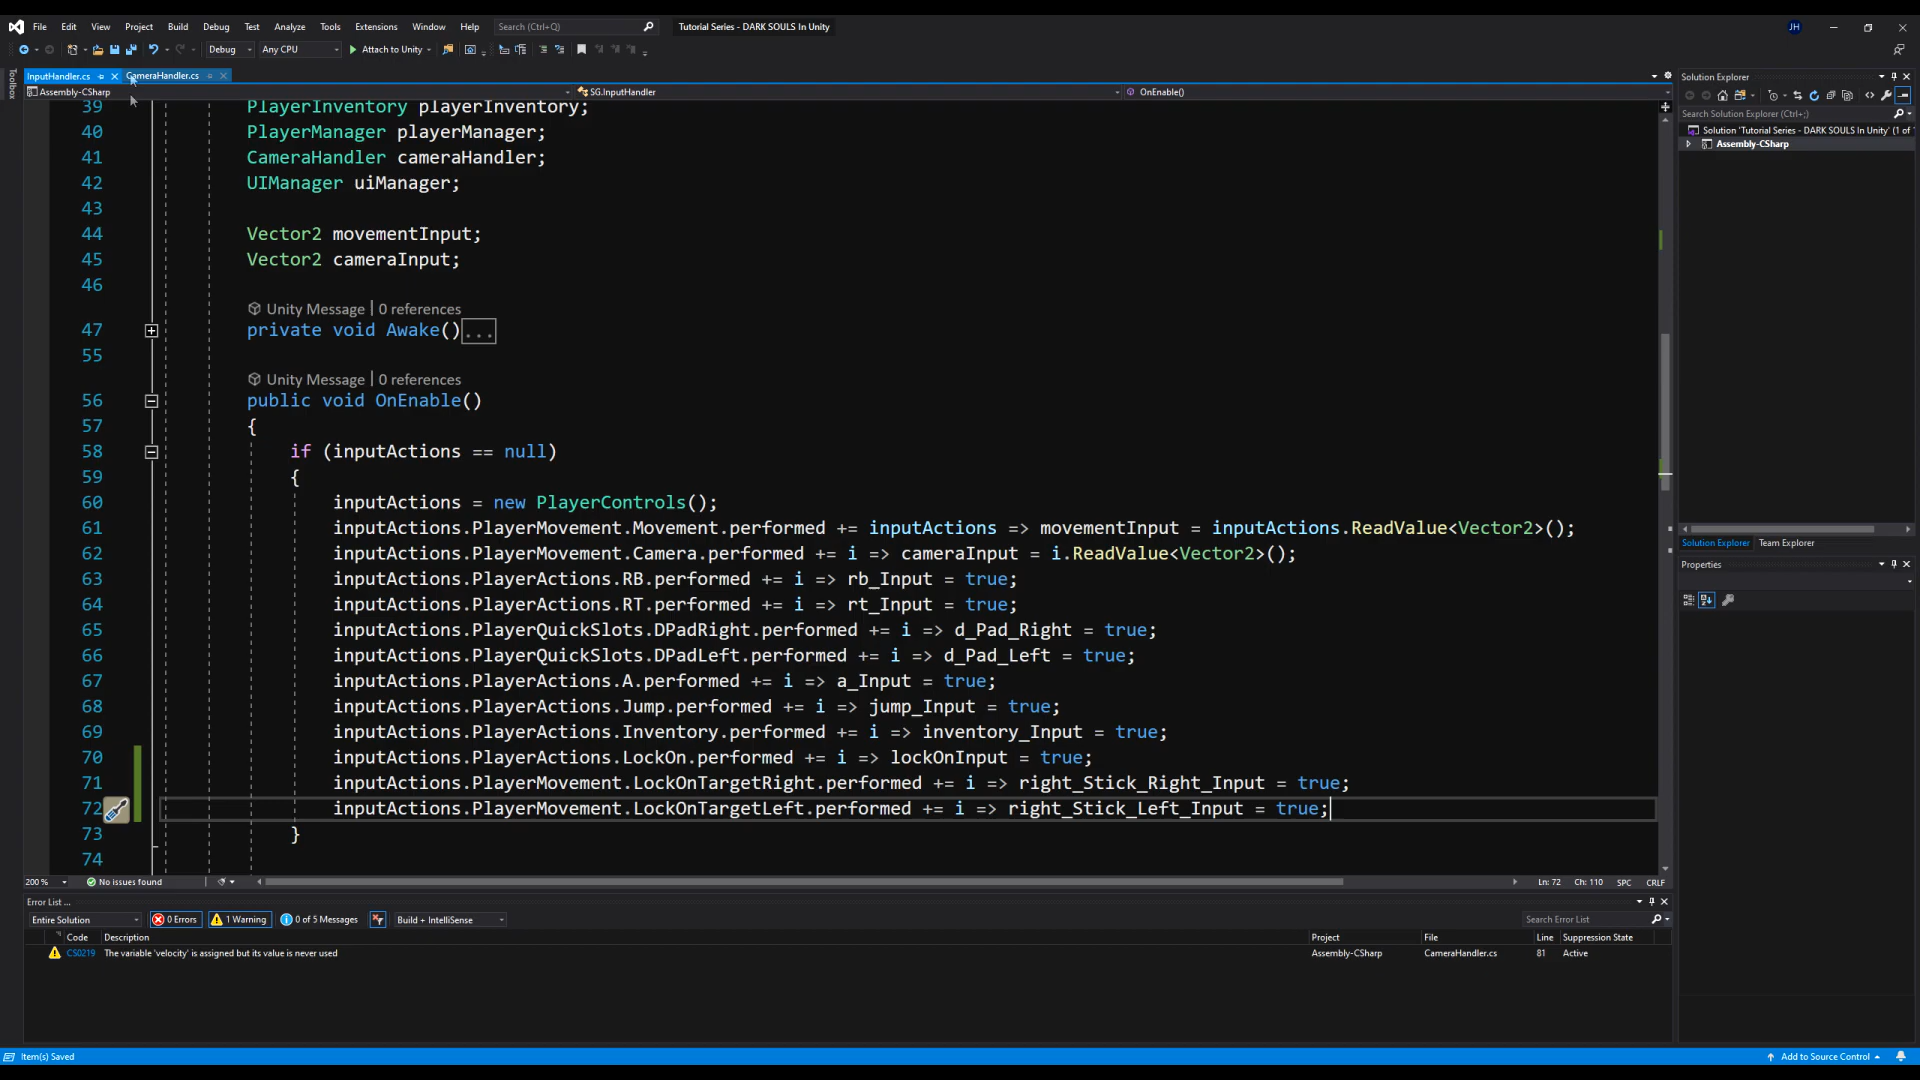 File Edit View Project Build Debug Test Analyze Tools Extensions Window Help Search (Ctrl+Q) Tutorial Series - DARK SOULS In Unity JH
Debug Any CPU Attach to Unity
Toolbox
InputHandler.cs CameraHandler.cs
Assembly-CSharp SG.InputHandler OnEnable()
39 PlayerInventory playerInventory;
40 PlayerManager playerManager;
41 CameraHandler cameraHandler;
42 UIManager uiManager;
43
44 Vector2 movementInput;
45 Vector2 cameraInput;
46
Unity Message | 0 references
47 private void Awake()...
55
Unity Message | 0 references
56 public void OnEnable()
57 {
58 if (inputActions == null)
59 {
60 inputActions = new PlayerControls();
61 inputActions.PlayerMovement.Movement.performed += inputActions => movementInput = inputActions.ReadValue<Vector2>();
62 inputActions.PlayerMovement.Camera.performed += i => cameraInput = i.ReadValue<Vector2>();
63 inputActions.PlayerActions.RB.performed += i => rb_Input = true;
64 inputActions.PlayerActions.RT.performed += i => rt_Input = true;
65 inputActions.PlayerQuickSlots.DPadRight.performed += i => d_Pad_Right = true;
66 inputActions.PlayerQuickSlots.DPadLeft.performed += i => d_Pad_Left = true;
67 inputActions.PlayerActions.A.performed += i => a_Input = true;
68 inputActions.PlayerActions.Jump.performed += i => jump_Input = true;
69 inputActions.PlayerActions.Inventory.performed += i => inventory_Input = true;
70 inputActions.PlayerActions.LockOn.performed += i => lockOnInput = true;
71 inputActions.PlayerMovement.LockOnTargetRight.performed += i => right_Stick_Right_Input = true;
72 inputActions.PlayerMovement.LockOnTargetLeft.performed += i => right_Stick_Left_Input = true;
73 }
74
200 % No issues found Ln: 72 Ch: 110 SPC CRLF
Error List ...
Entire Solution 0 Errors 1 Warning 0 of 5 Messages Build + IntelliSense Search Error List
Code Description Project File Line Suppression State
CS0219 The variable 'velocity' is assigned but its value is never used Assembly-CSharp CameraHandler.cs 81 Active
Item(s) Saved Add to Source Control
Solution Explorer
Search Solution Explorer (Ctrl+;)
Solution 'Tutorial Series - DARK SOULS In Unity' (1 of 1
Assembly-CSharp
Solution Explorer Team Explorer
Properties